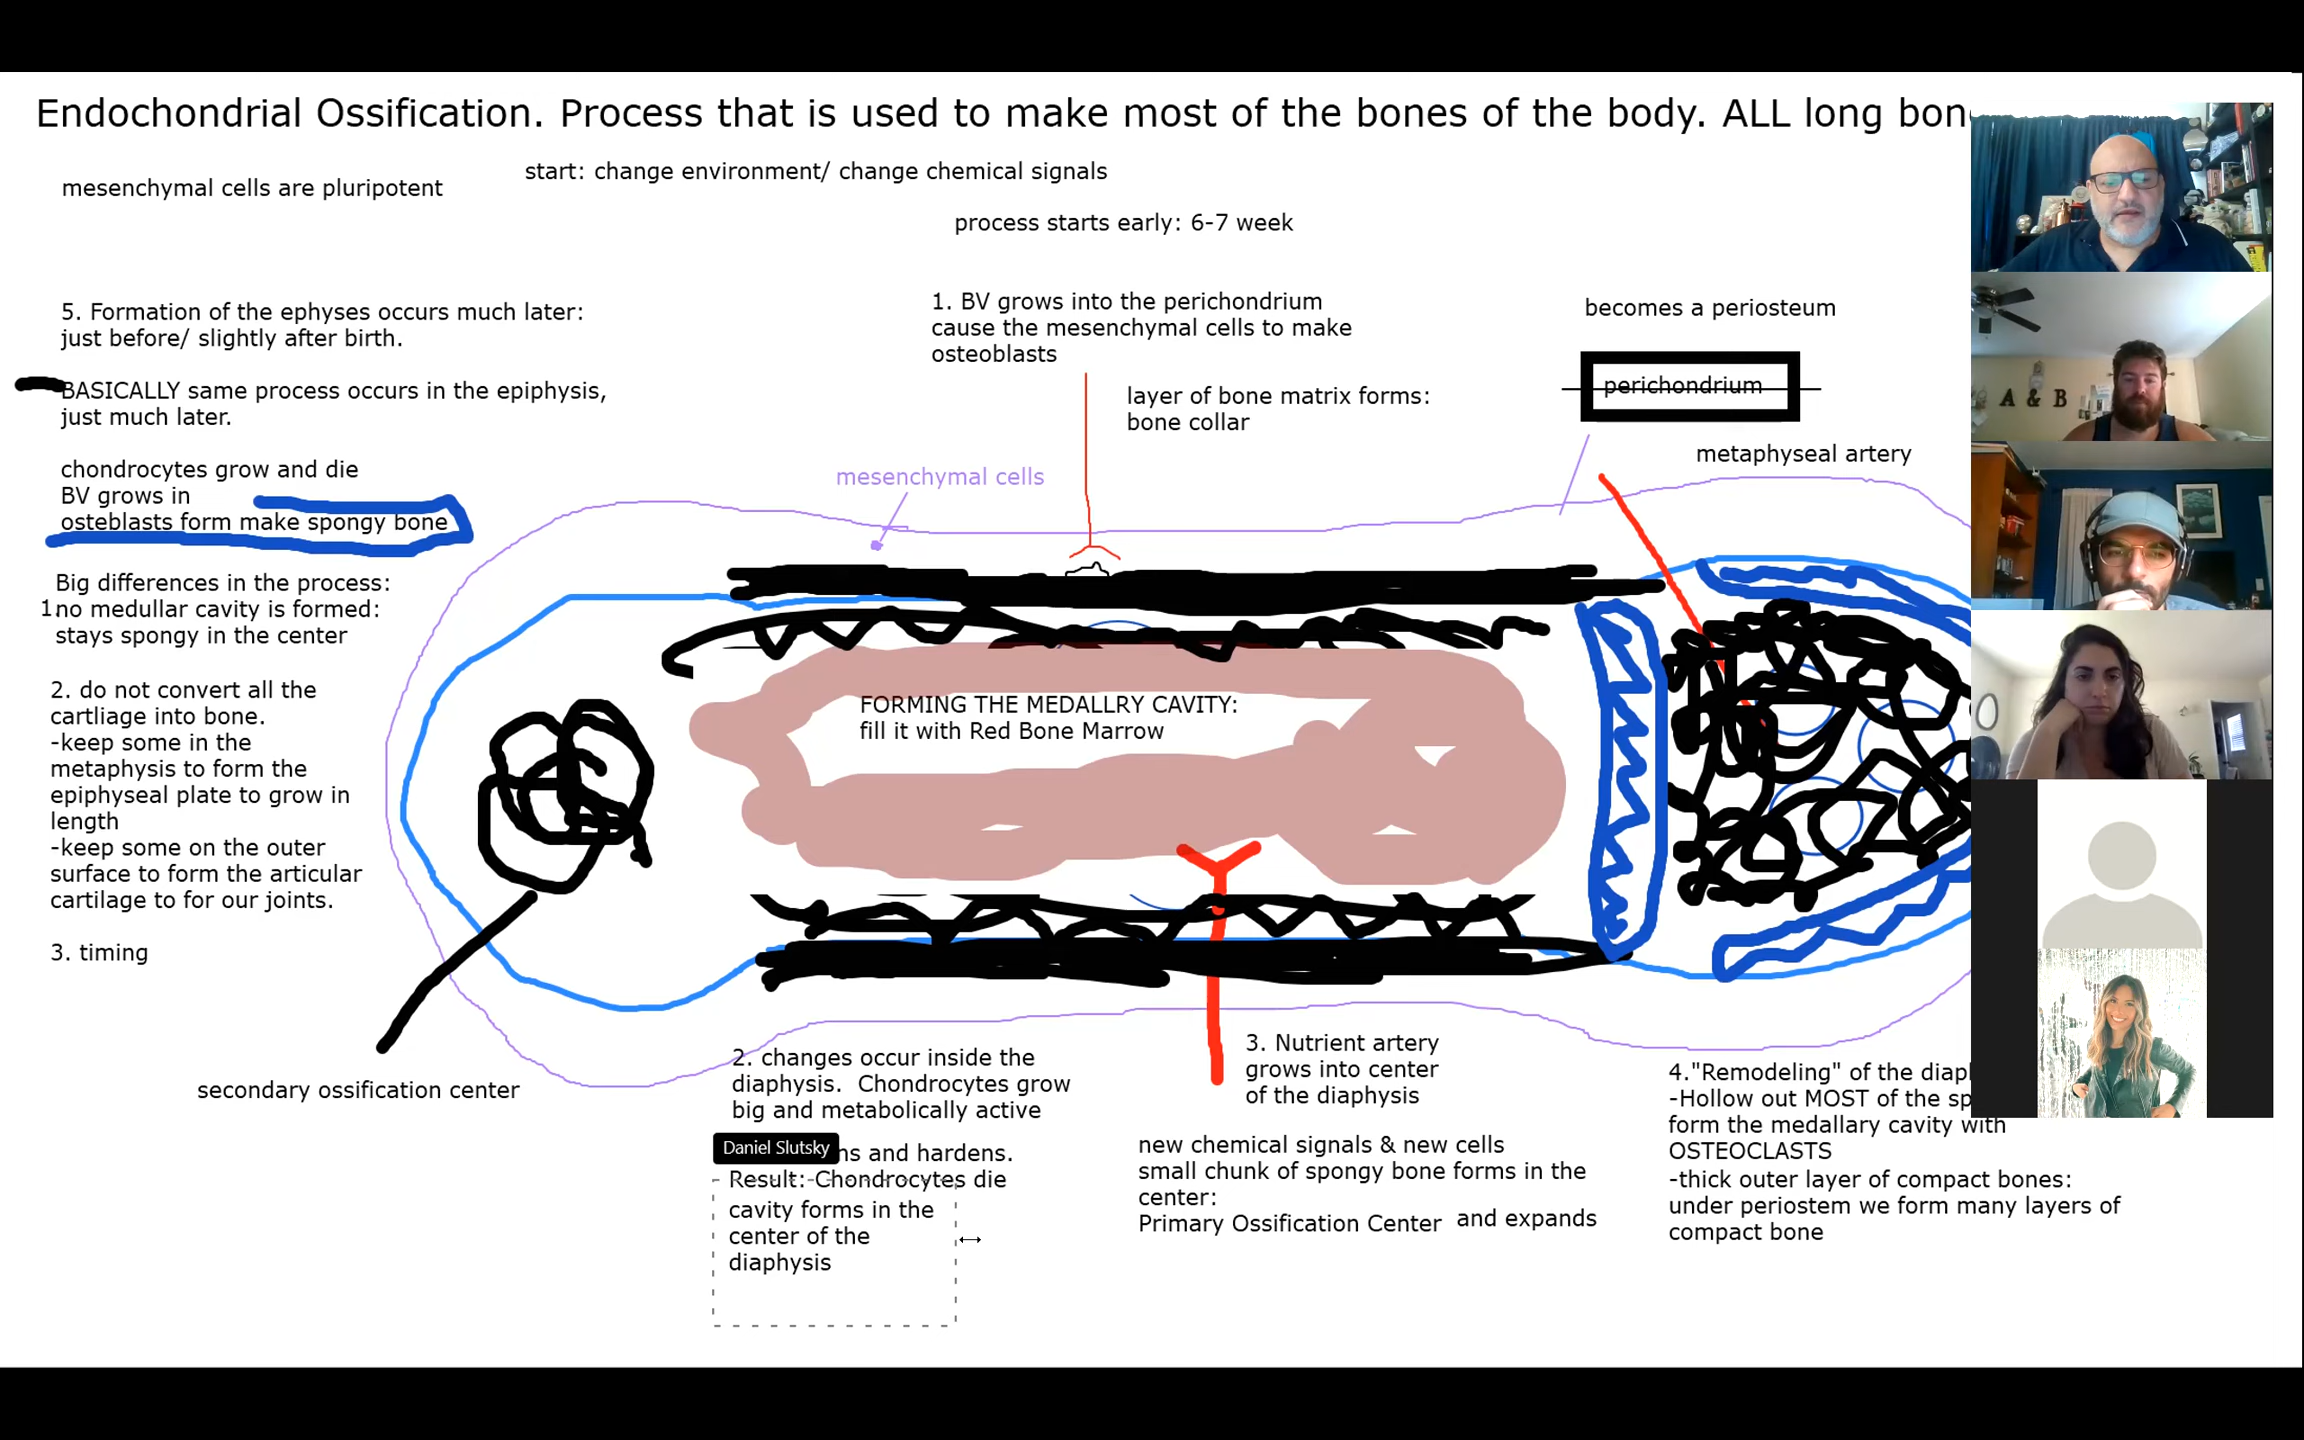 Endochondrial Ossification. Process that is used to make most of the bones of the body. ALL long bon
start: change environment/ change chemical signals
mesenchymal cells are pluripotent
process starts early: 6-7 week
5. Formation of the ephyses occurs much later:
just before/ slightly after birth.
BASICALLY same process occurs in the epiphysis,
just much later.
chondrocytes grow and die
BV grows in
osteblasts form make spongy bone
Big differences in the process:
1no medullar cavity is formed:
stays spongy in the center
2. do not convert all the
cartliage into bone.
-keep some in the
metaphysis to form the
epiphyseal plate to grow in
length
-keep some on the outer
surface to form the articular
cartilage to for our joints.
3. timing
secondary ossification center
1. BV grows into the perichondrium
cause the mesenchymal cells to make
osteoblasts
layer of bone matrix forms:
bone collar
mesenchymal cells
becomes a periosteum
perichondrium
metaphyseal artery
A & B
FORMING THE MEDALLRY CAVITY:
fill it with Red Bone Marrow
2. changes occur inside the
diaphysis.  Chondrocytes grow
big and metabolically active
Daniel Slutsky
ns and hardens.
Result: Chondrocytes die
cavity forms in the
center of the
diaphysis
3. Nutrient artery
grows into center
of the diaphysis
new chemical signals & new cells
small chunk of spongy bone forms in the
center:
Primary Ossification Center and expands
4."Remodeling" of the diap
-Hollow out MOST of the sp
form the medallary cavity with
OSTEOCLASTS
-thick outer layer of compact bones:
under periostem we form many layers of
compact bone